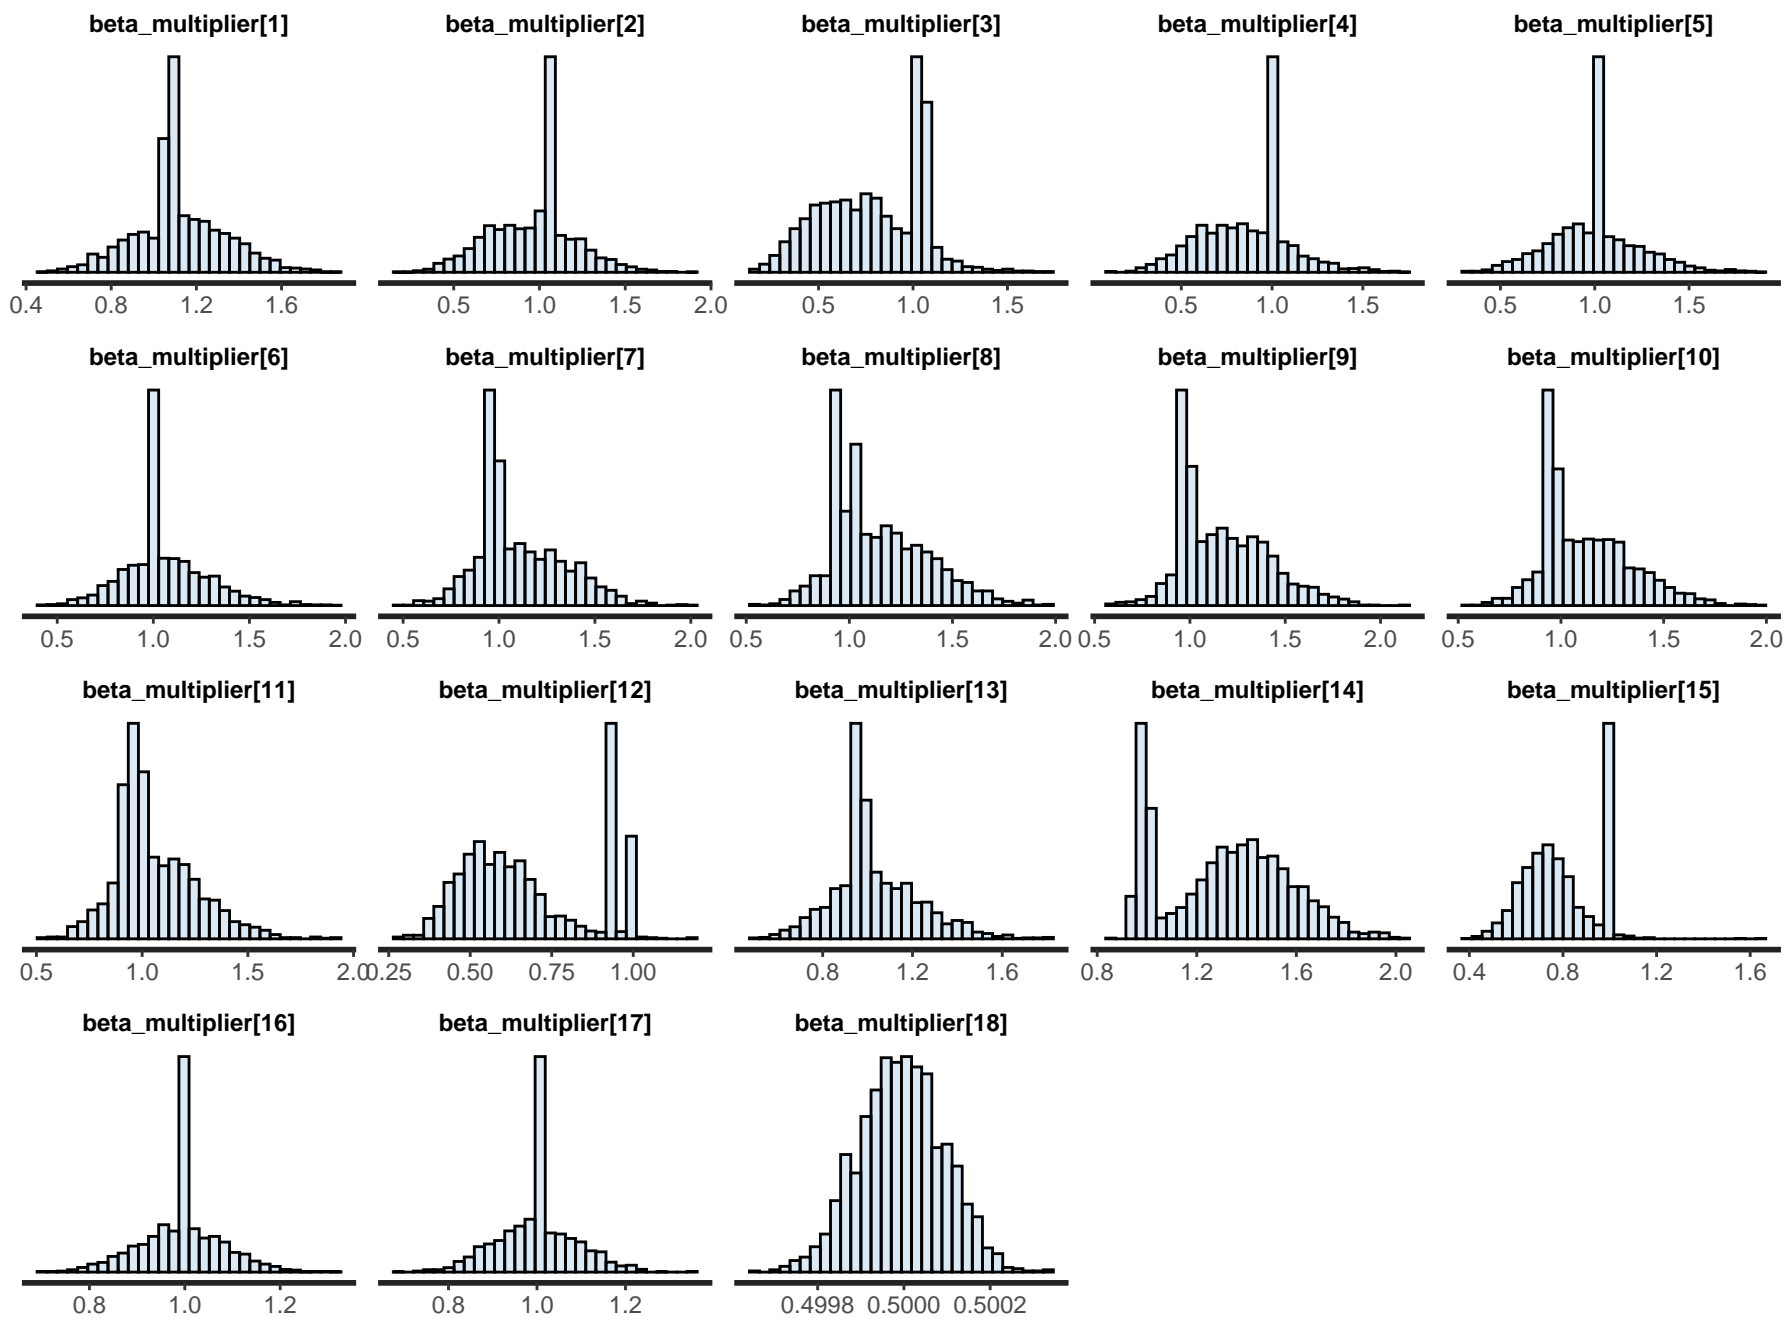 beta_multiplier[1] beta_multiplier[2] beta_multiplier[3] beta_multiplier[4] beta_multiplier[5]
0.4 0.8 1.2 1.6 0.5 1.0 1.5 2.0 0.5 1.0 1.5 0.5 1.0 1.5 0.5 1.0 1.5
beta_multiplier[6] beta_multiplier[7] beta_multiplier[8] beta_multiplier[9] beta_multiplier[10]
0.5 1.0 1.5 2.0 0.5 1.0 1.5 2.0 0.5 1.0 1.5 2.0 0.5 1.0 1.5 2.0 0.5 1.0 1.5 2.0
beta_multiplier[11] beta_multiplier[12] beta_multiplier[13] beta_multiplier[14] beta_multiplier[15]
0.5 1.0 1.5 2.0 0.25 0.50 0.75 1.00 0.8 1.2 1.6 0.8 1.2 1.6 2.0 0.4 0.8 1.2 1.6
beta_multiplier[16] beta_multiplier[17] beta_multiplier[18]
0.8 1.0 1.2 0.8 1.0 1.2 0.4998 0.5000 0.5002